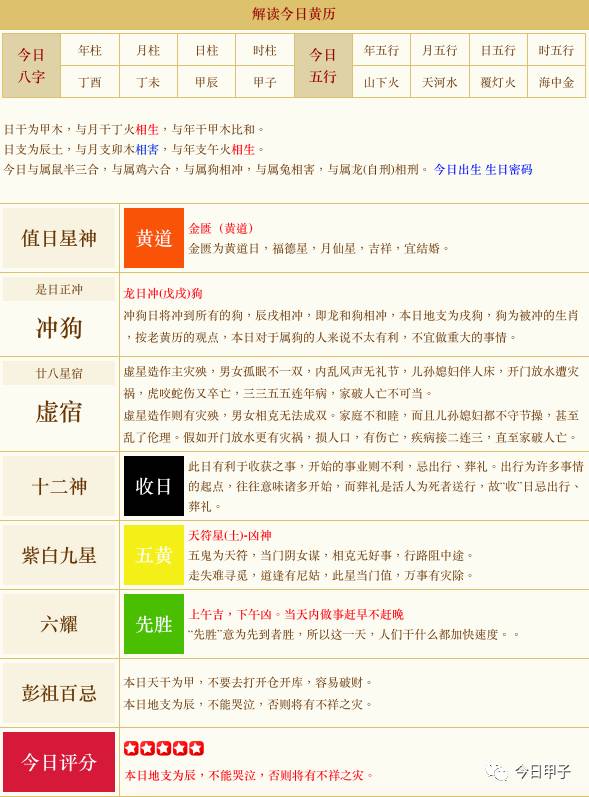 解读今日黄历
今日八字 年柱 月柱 日柱 时柱 今日五行 年五行 月五行 日五行 时五行
丁酉 丁未 甲辰 甲子 山下火 天河水 覆灯火 海中金
日干为甲木，与月干丁火相生，与年干甲木比和。
日支为辰土，与月支卯木相害，与年支午火相生。
今日与属鼠半三合，与属鸡六合，与属狗相冲，与属兔相害，与属龙(自刑)相刑。 今日出生 生日密码
值日星神
黄道
金匮（黄道）
金匮为黄道日，福德星，月仙星，吉祥，宜结婚。
是日正冲
冲狗
龙日冲(戊戌)狗
冲狗日将冲到所有的狗，辰戌相冲，即龙和狗相冲，本日地支为戌狗，狗为被冲的生肖
，按老黄历的观点，本日对于属狗的人来说不太有利，不宜做重大的事情。
廿八星宿
虚宿
虚星造作主灾殃，男女孤眠不一双，内乱风声无礼节，儿孙媳妇伴人床，开门放水遭灾
祸，虎咬蛇伤又卒亡，三三五五连年病，家破人亡不可当。
虚星造作则有灾殃，男女相克无法成双。家庭不和睦，而且儿孙媳妇都不守节操，甚至
乱了伦理。假如开门放水更有灾祸，损人口，有伤亡，疾病接二连三，直至家破人亡。
十二神
收日
此日有利于收获之事，开始的事业则不利，忌出行、葬礼。出行为许多事情
的起点，往往意味诸多开始，而葬礼是活人为死者送行，故“收”日忌出行、
葬礼。
紫白九星
五黄
天符星(土)-凶神
五鬼为天符，当门阴女谋，相克无好事，行路阻中途。
走失难寻觅，道逢有尼姑，此星当门值，万事有灾除。
六耀
先胜
上午吉，下午凶。当天内做事赶早不赶晚
“先胜”意为先到者胜，所以这一天，人们干什么都加快速度。。
彭祖百忌
本日天干为甲，不要去打开仓开库，容易破财。
本日地支为辰，不能哭泣，否则将有不祥之灾。
今日评分
本日地支为辰，不能哭泣，否则将有不祥之灾。
今日甲子